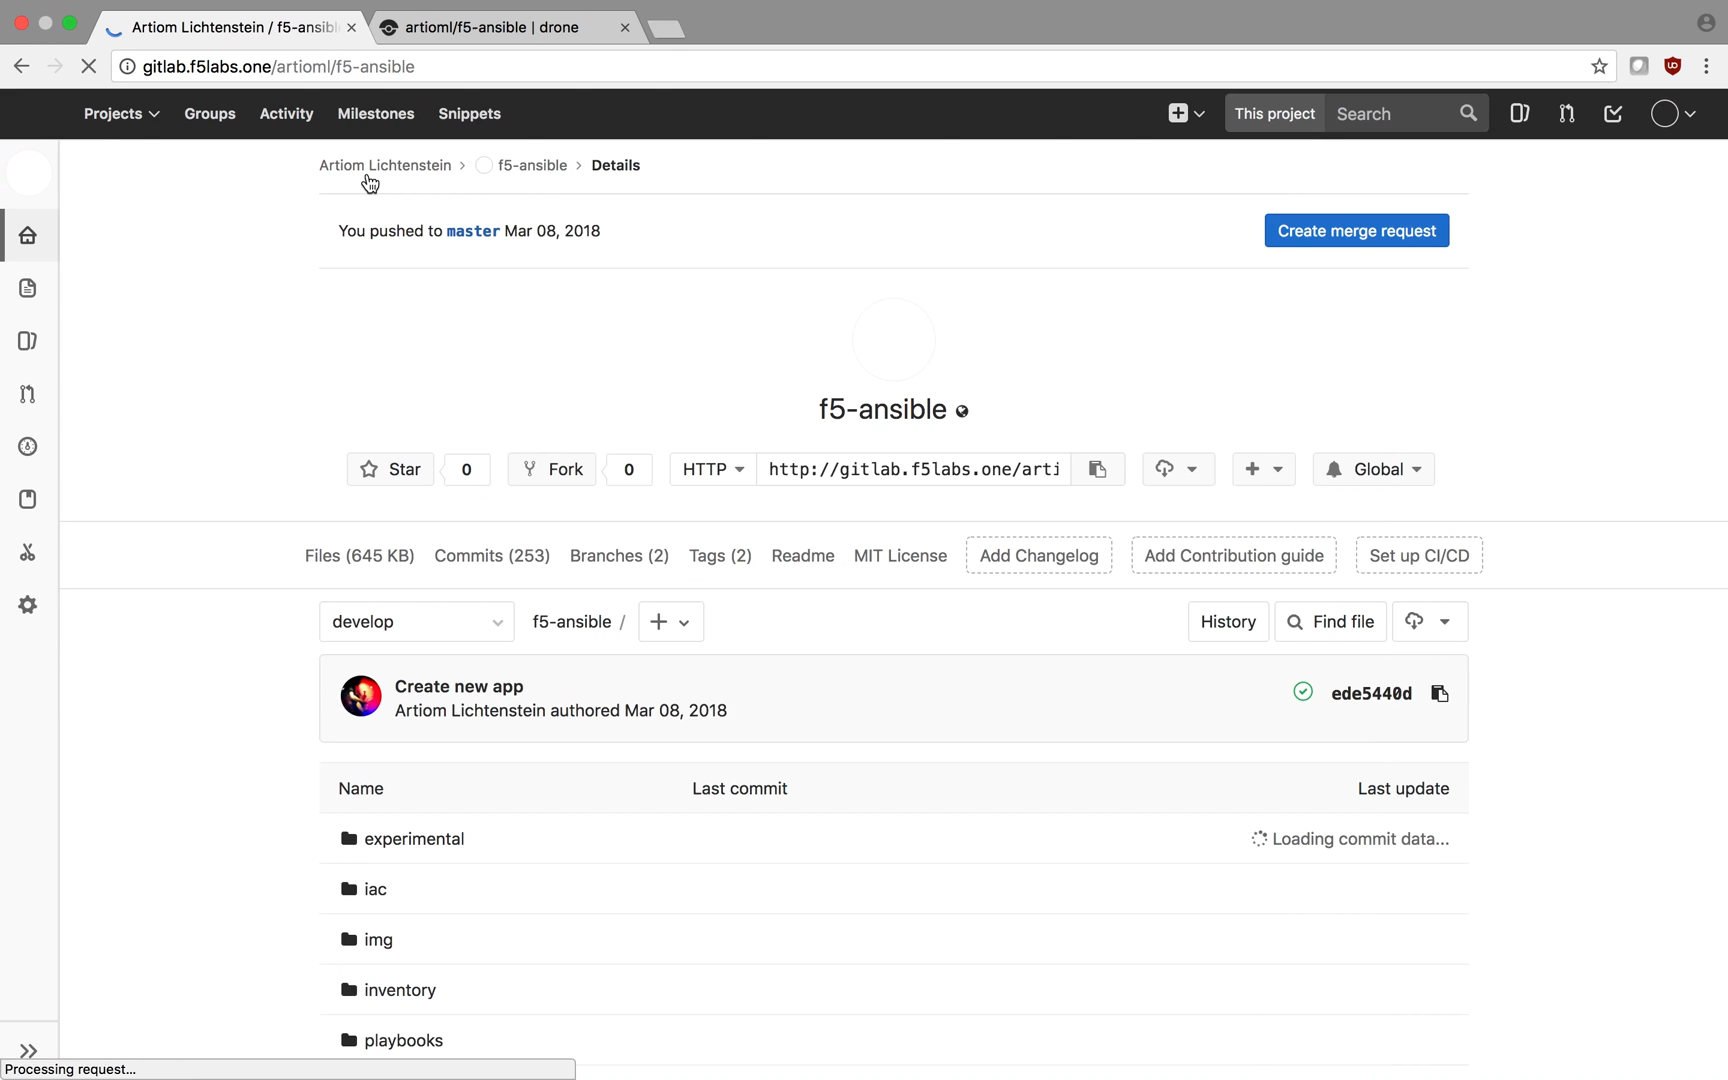 Artiom Lichtenstein / f5-ansibl
artioml/f5-ansible | drone
gitlab.f5labs.one/artioml/f5-ansible
Projects Groups Activity Milestones Snippets This project Search
Artiom Lichtenstein > f5-ansible > Details
You pushed to master Mar 08, 2018 Create merge request
f5-ansible
Star 0 Fork 0 HTTP http://gitlab.f5labs.one/arti Global
Files (645 KB) Commits (253) Branches (2) Tags (2) Readme MIT License Add Changelog Add Contribution guide Set up CI/CD
develop f5-ansible / History Find file
Create new app
Artiom Lichtenstein authored Mar 08, 2018
ede5440d
Name Last commit Last update
experimental Loading commit data...
iac
img
inventory
playbooks
Processing request...